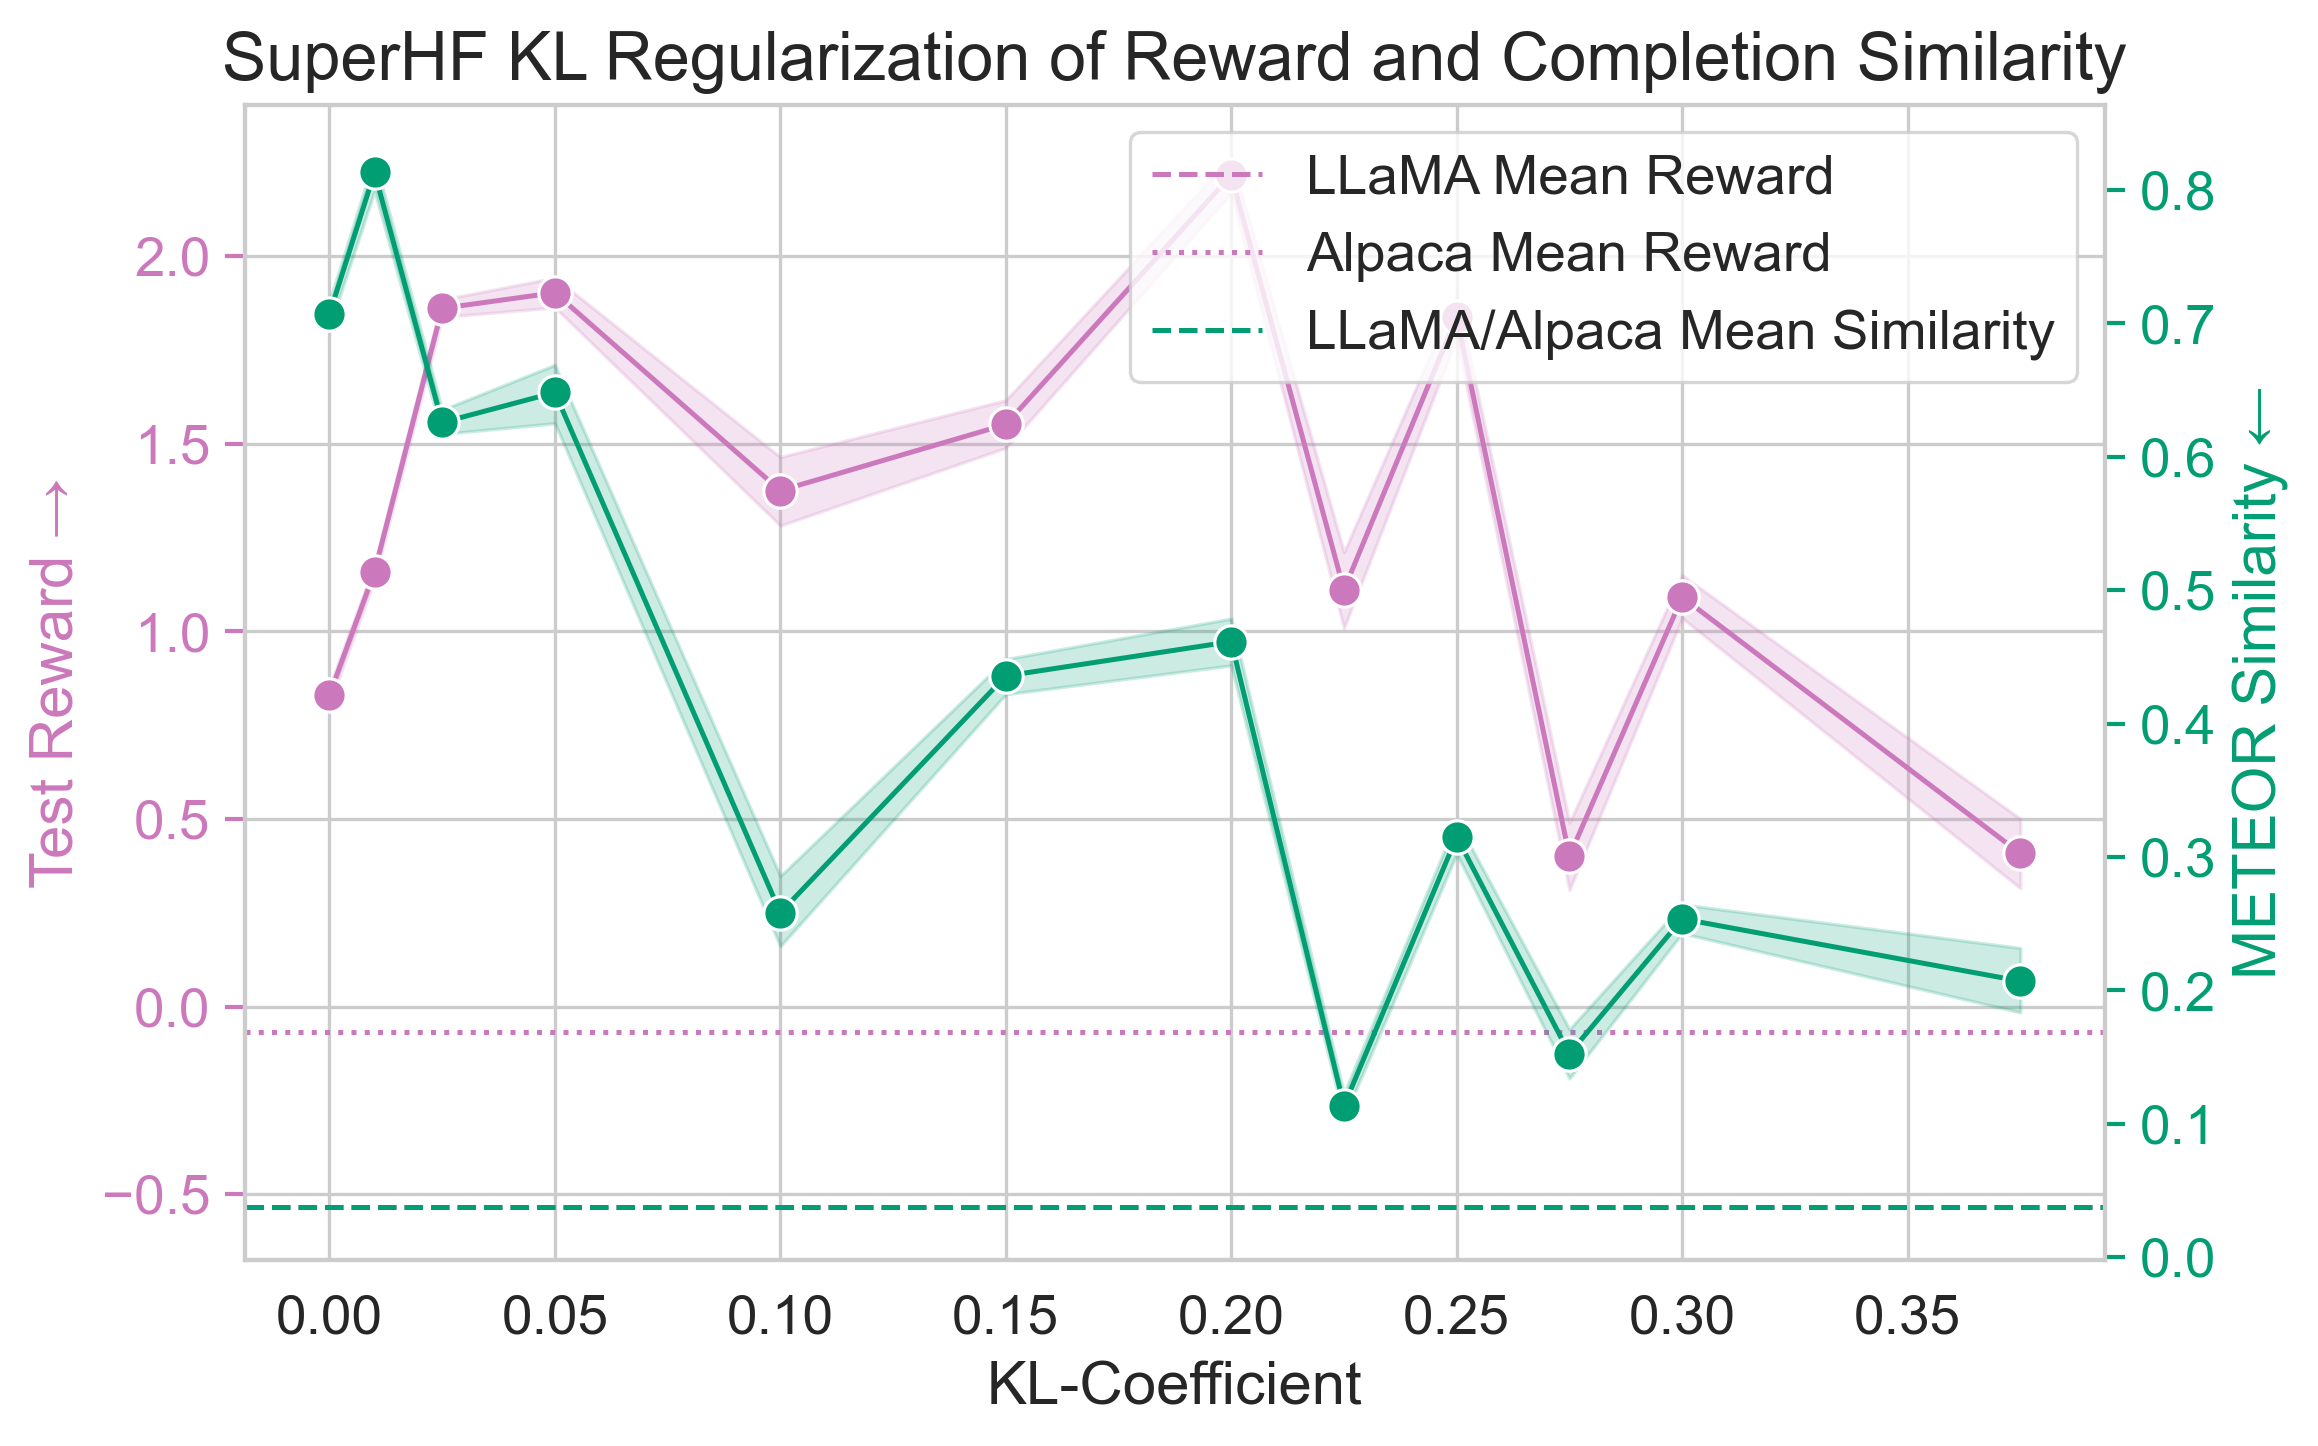 SuperHF KL Regularization of Reward and Completion Similarity
LLaMA Mean Reward
Alpaca Mean Reward
LLaMA/Alpaca Mean Similarity
Test Reward →
2.0
1.5
1.0
0.5
0.0
−0.5
0.8
0.7
0.6
0.5
0.4
0.3
0.2
0.1
0.0
METEOR Similarity ←
0.00 0.05 0.10 0.15 0.20 0.25 0.30 0.35
KL-Coefficient